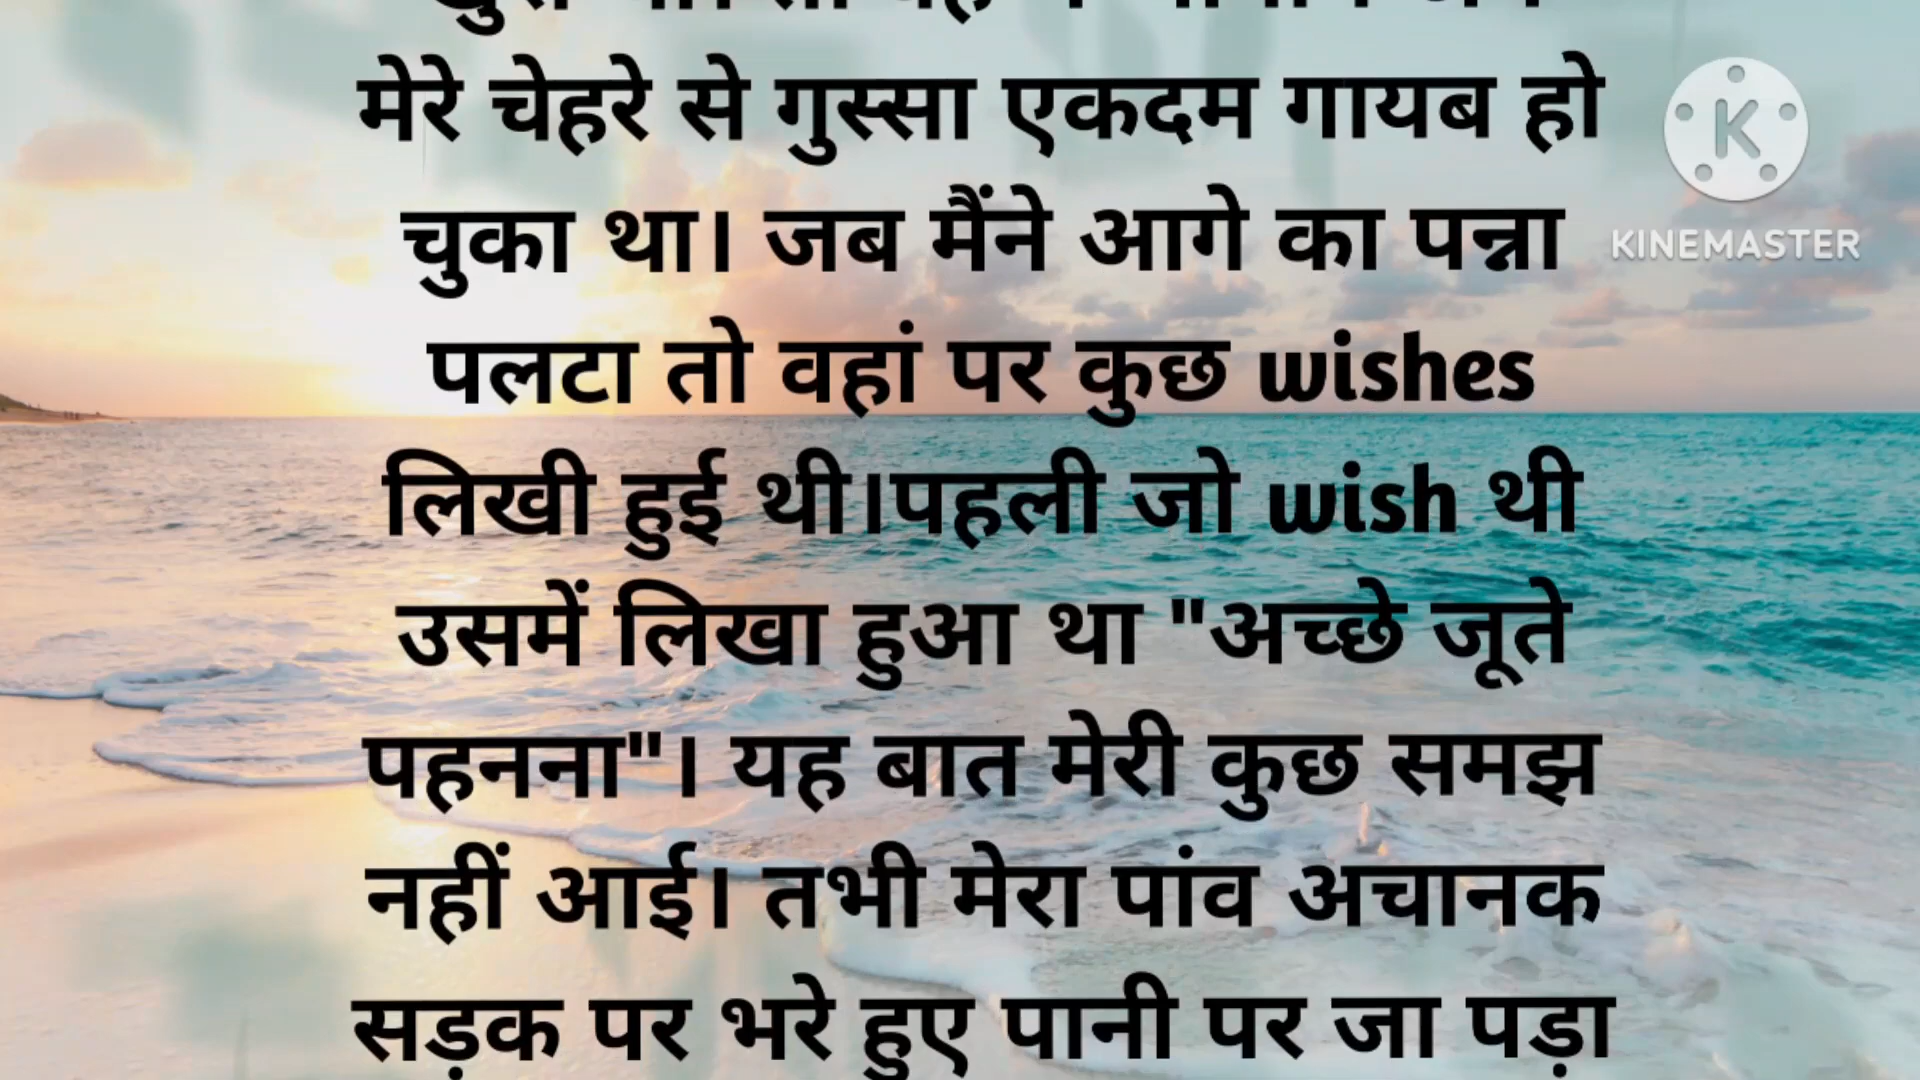 मेरे चेहरे से गुस्सा एकदम गायब हो
चुका था। जब मैंने आगे का पन्ना
पलटा तो वहां पर कुछ wishes
लिखी हुई थी।पहली जो wish थी
उसमें लिखा हुआ था "अच्छे जूते
पहनना"। यह बात मेरी कुछ समझ
नहीं आई। तभी मेरा पांव अचानक
सड़क पर भरे हुए पानी पर जा पड़ा
K
KINEMASTER